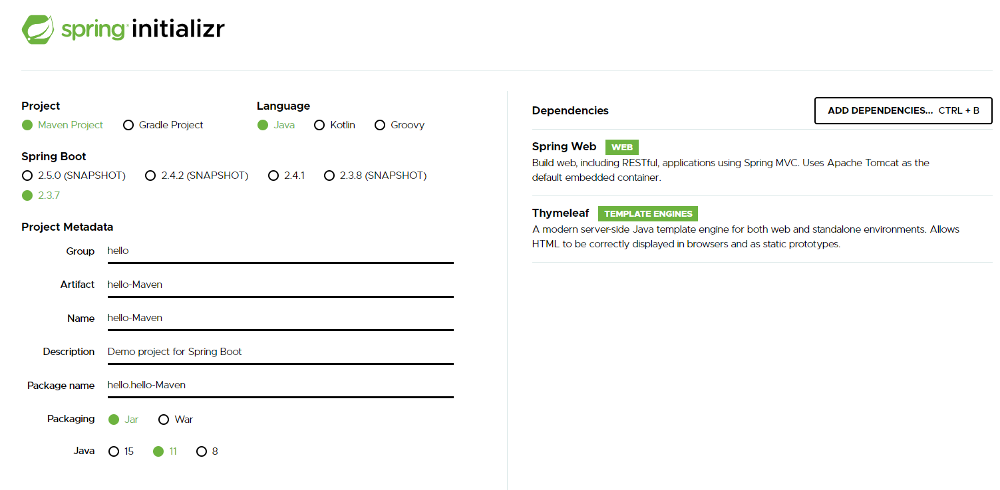 spring initializr
Project
Maven Project Gradle Project
Language
Java Kotlin Groovy
Spring Boot
2.5.0 (SNAPSHOT) 2.4.2 (SNAPSHOT) 2.4.1 2.3.8 (SNAPSHOT)
2.3.7
Project Metadata
Group hello
Artifact hello-Maven
Name hello-Maven
Description Demo project for Spring Boot
Package name hello.hello-Maven
Packaging Jar War
Java 15 11 8
Dependencies ADD DEPENDENCIES... CTRL + B
Spring Web WEB
Build web, including RESTful, applications using Spring MVC. Uses Apache Tomcat as the
default embedded container.
Thymeleaf TEMPLATE ENGINES
A modern server-side Java template engine for both web and standalone environments. Allows
HTML to be correctly displayed in browsers and as static prototypes.